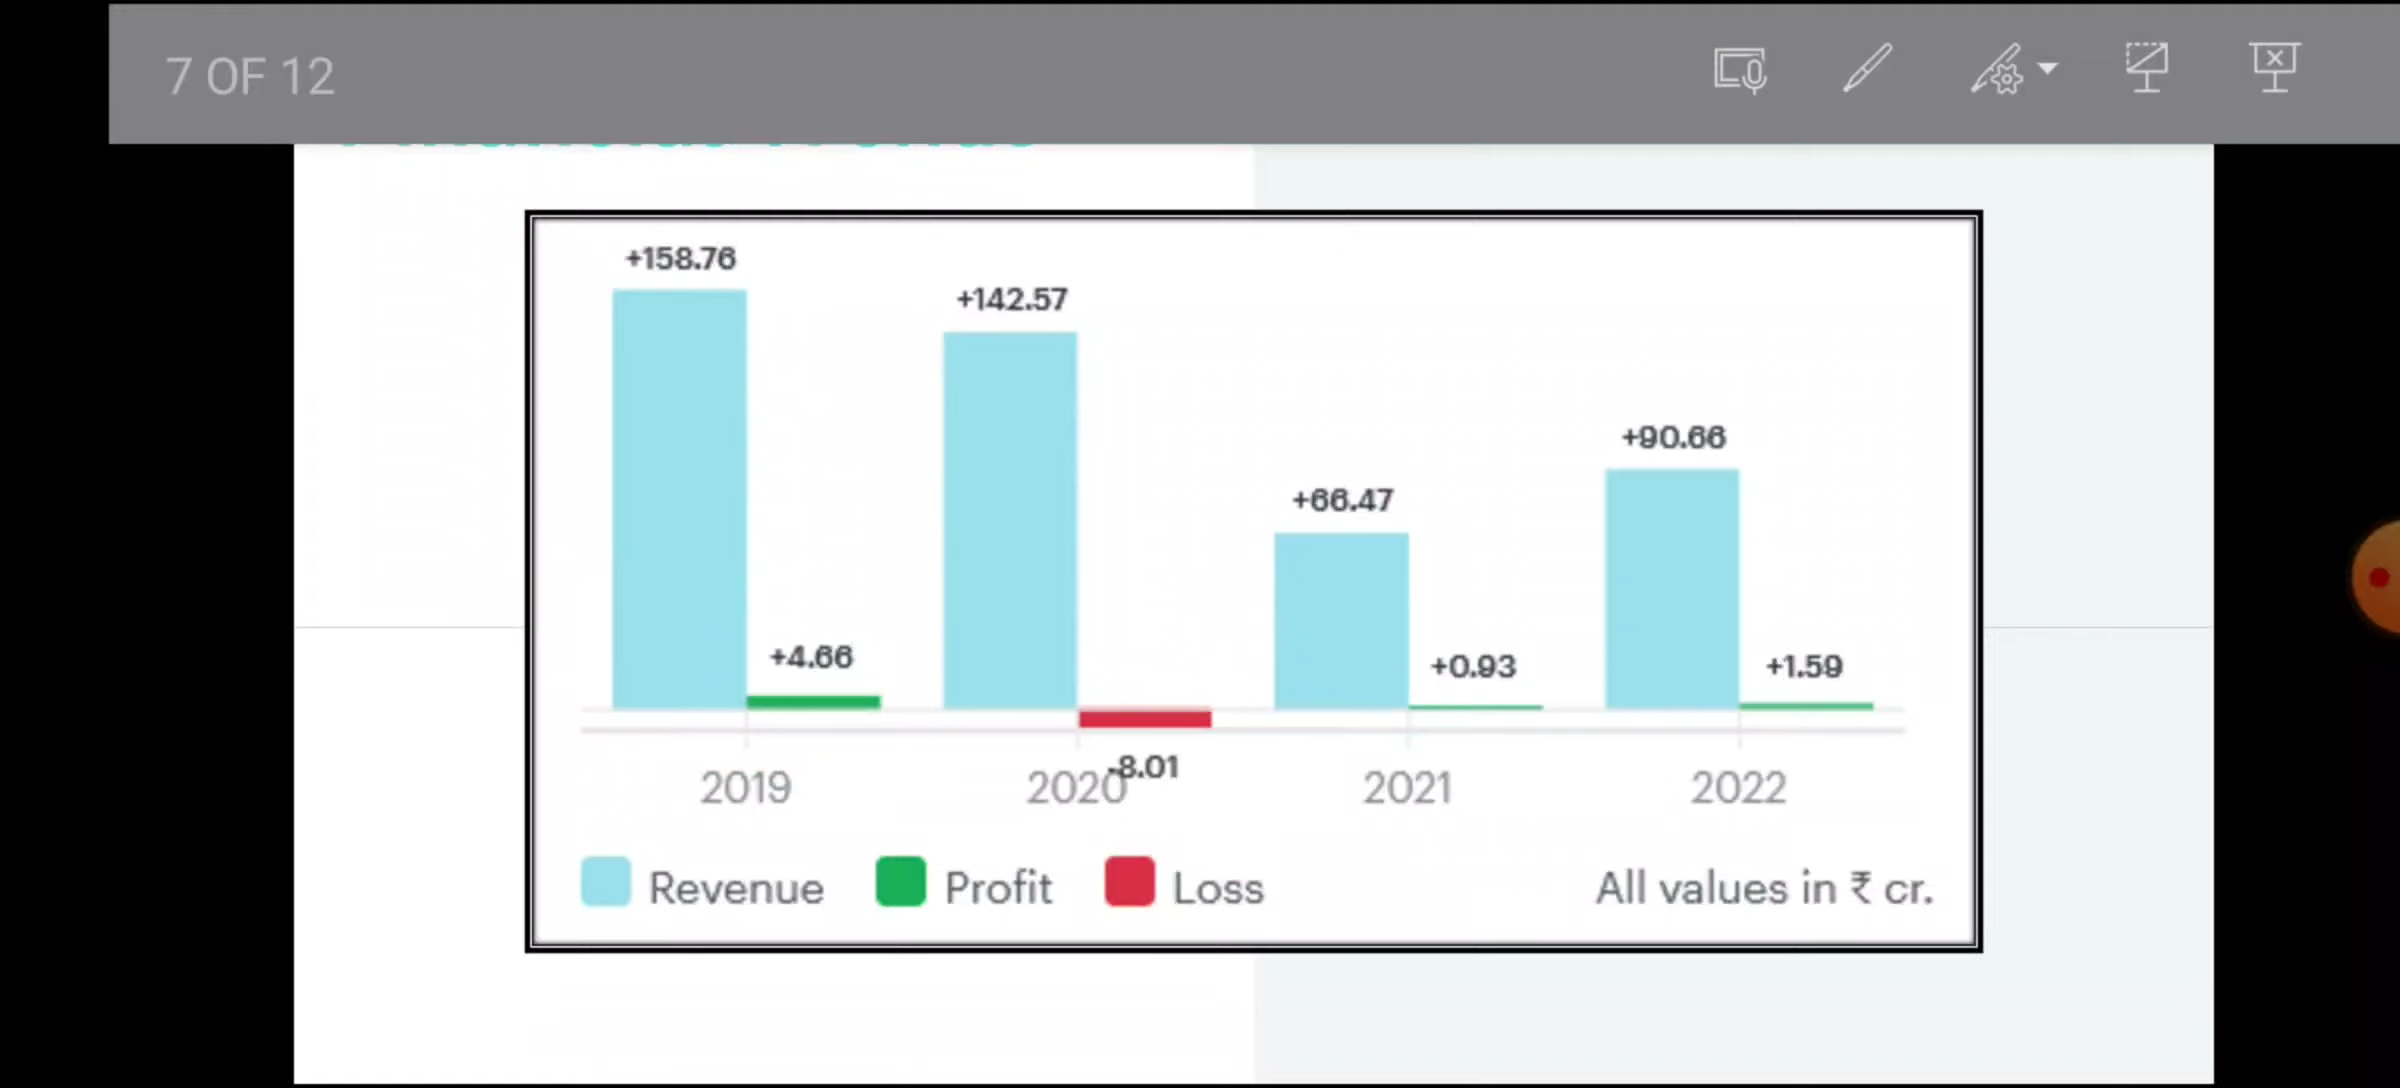 7 OF 12
+158.76
+142.57
+90.66
+66.47
+4.66
+0.93
+1.59
-8.01
2019
2020
2021
2022
Revenue
Profit
Loss
All values in ₹ cr.